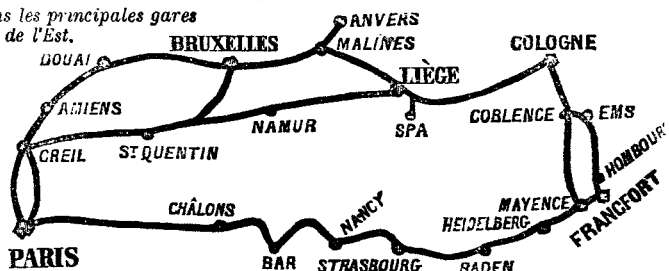 ns les principales gares
de l'Est.
ANVERS
BRUXELLES
MALINES
COLOGNE
DOUAI
LIÈGE
AMIENS
COBLENCE
EMS
NAMUR
SPA
CREIL
ST QUENTIN
HOMBOURG
CHÂLONS
NANCY
MAYENCE
HEIDELBERG
FRANCFORT
PARIS
BAR
STRASBOURG
BADEN